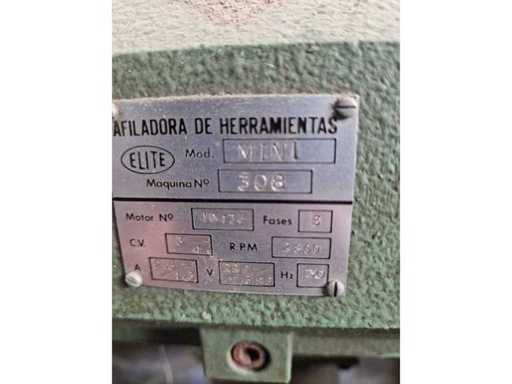 AFILADORA DE HERRAMIENTAS
ELITE Mod. MINI
Maquina Nº 308
Motor Nº Fases 3
C.V. R.P.M.
A V Hz 50